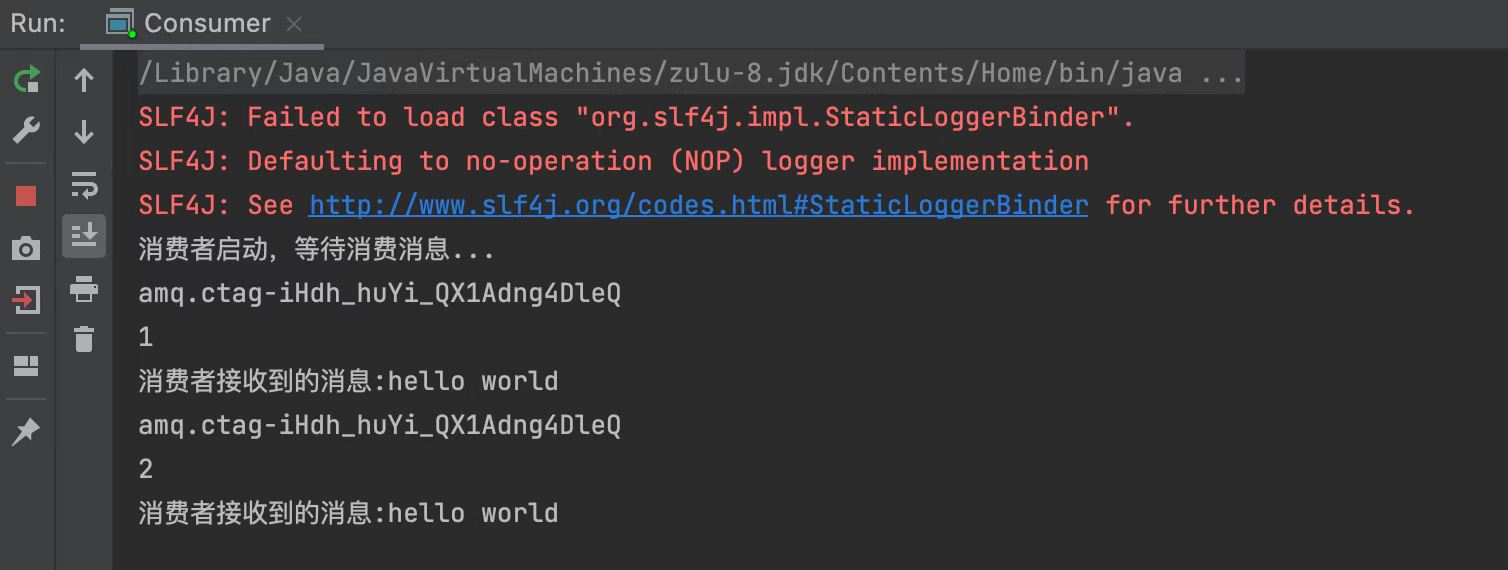 Run: Consumer
/Library/Java/JavaVirtualMachines/zulu-8.jdk/Contents/Home/bin/java ...
SLF4J: Failed to load class "org.slf4j.impl.StaticLoggerBinder".
SLF4J: Defaulting to no-operation (NOP) logger implementation
SLF4J: See http://www.slf4j.org/codes.html#StaticLoggerBinder for further details.
消费者启动，等待消费消息...
amq.ctag-iHdh_huYi_QX1Adng4DleQ
1
消费者接收到的消息:hello world
amq.ctag-iHdh_huYi_QX1Adng4DleQ
2
消费者接收到的消息:hello world